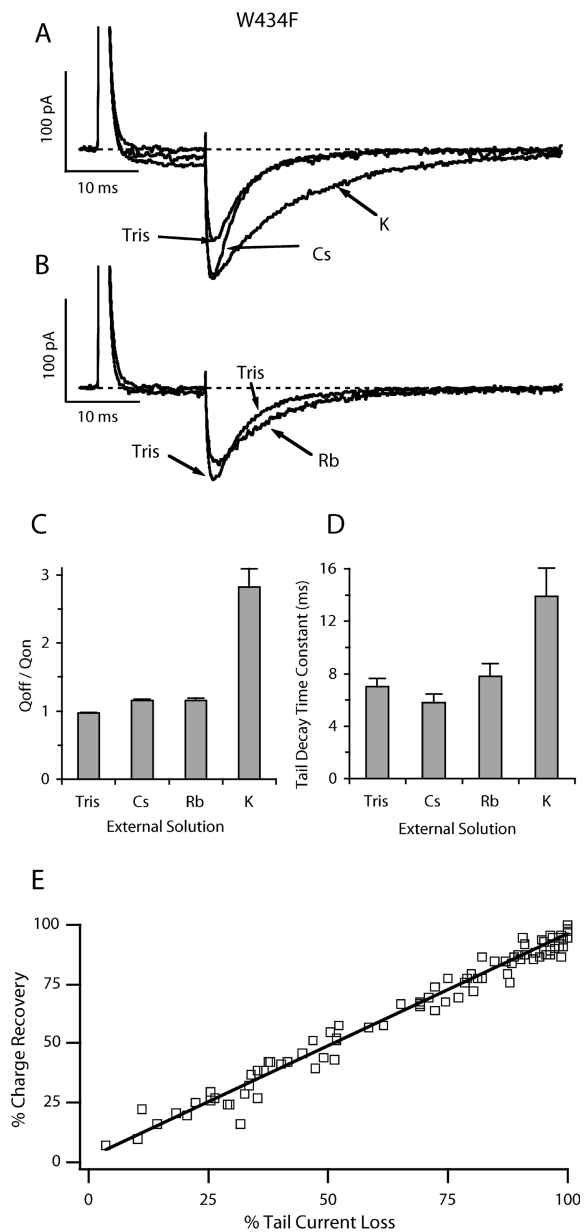 W434F
A
100 pA
10 ms
Tris
Cs
K
B
100 pA
10 ms
Tris
Tris
Rb
C
Qoff / Qon
3
2
1
0
Tris Cs Rb K
External Solution
D
Tail Decay Time Constant (ms)
16
12
8
4
0
Tris Cs Rb K
External Solution
E
% Charge Recovery
100
75
50
25
0
0 25 50 75 100
% Tail Current Loss